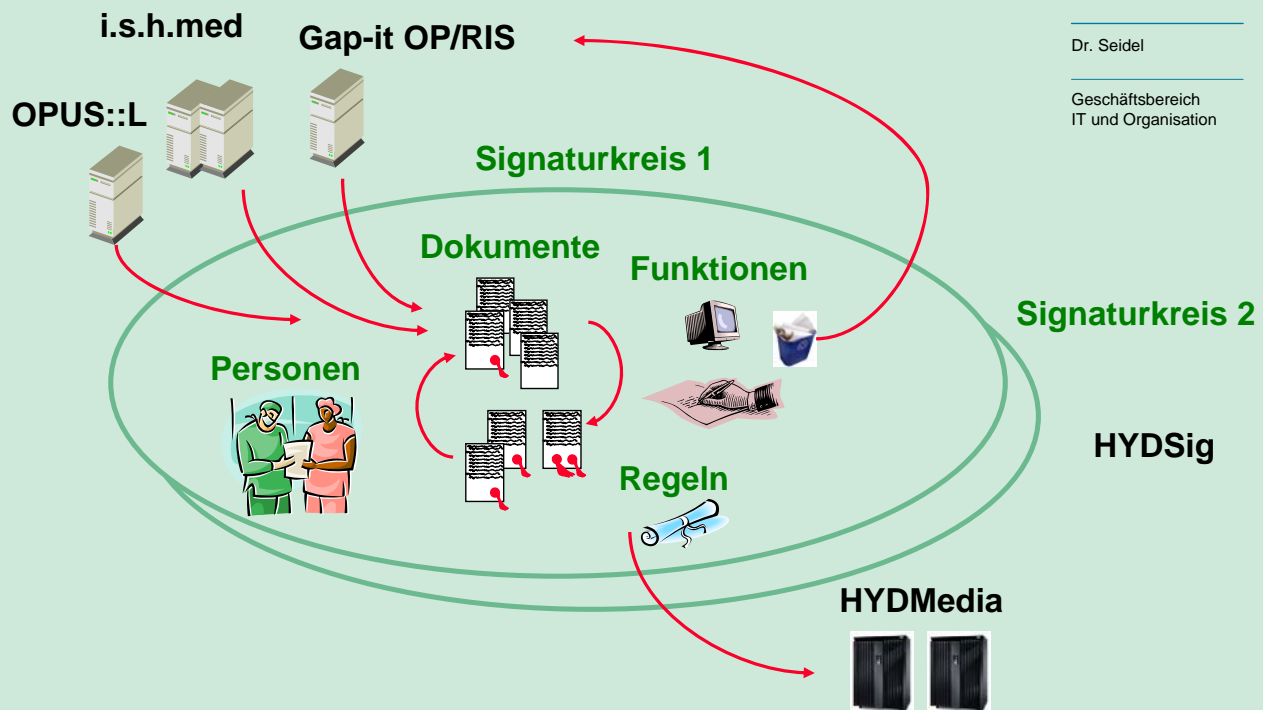 i.s.h.med
Gap-it OP/RIS
Dr. Seidel
Geschäftsbereich
IT und Organisation
OPUS::L
Signaturkreis 1
Dokumente
Funktionen
Signaturkreis 2
Personen
HYDSig
Regeln
HYDMedia